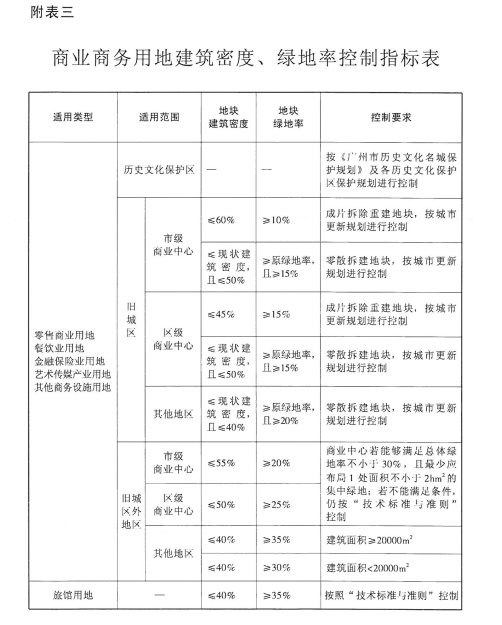 附表三
商业商务用地建筑密度、绿地率控制指标表
适用类型
适用范围
地块
建筑密度
地块
绿地率
控制要求
零售商业用地
餐饮业用地
金融保险业用地
艺术传媒产业用地
其他商务设施用地
历史文化保护区
—
—
按《广州市历史文化名城保
护规划》及各历史文化保护
区保护规划进行控制
旧
城
区
市级
商业中心
≤60%
≥10%
成片拆除重建地块，按城市
更新规划进行控制
≤现状建
筑密度，
且≤50%
≥原绿地率，
且≥15%
零散拆建地块，按城市更新
规划进行控制
区级
商业中心
≤45%
≥15%
成片拆除重建地块，按城市
更新规划进行控制
≤现状建
筑密度，
且≤50%
≥原绿地率，
且≥15%
零散拆建地块，按城市更新
规划进行控制
其他地区
≤现状建
筑密度，
且≤40%
≥原绿地率，
且≥20%
零散拆建地块，按城市更新
规划进行控制
旧城
区外
地区
市级
商业中心
≤55%
≥20%
商业中心若能够满足总体绿
地率不小于30%，且最少应
布局1处面积不小于2hm²的
集中绿地；若不能满足条件，
仍按“技术标准与准则”
控制
区级
商业中心
≤50%
≥25%
其他地区
≤40%
≥35%
建筑面积≥20000m²
≤40%
≥30%
建筑面积<20000m²
旅馆用地
—
≤40%
≥35%
按照“技术标准与准则”控制